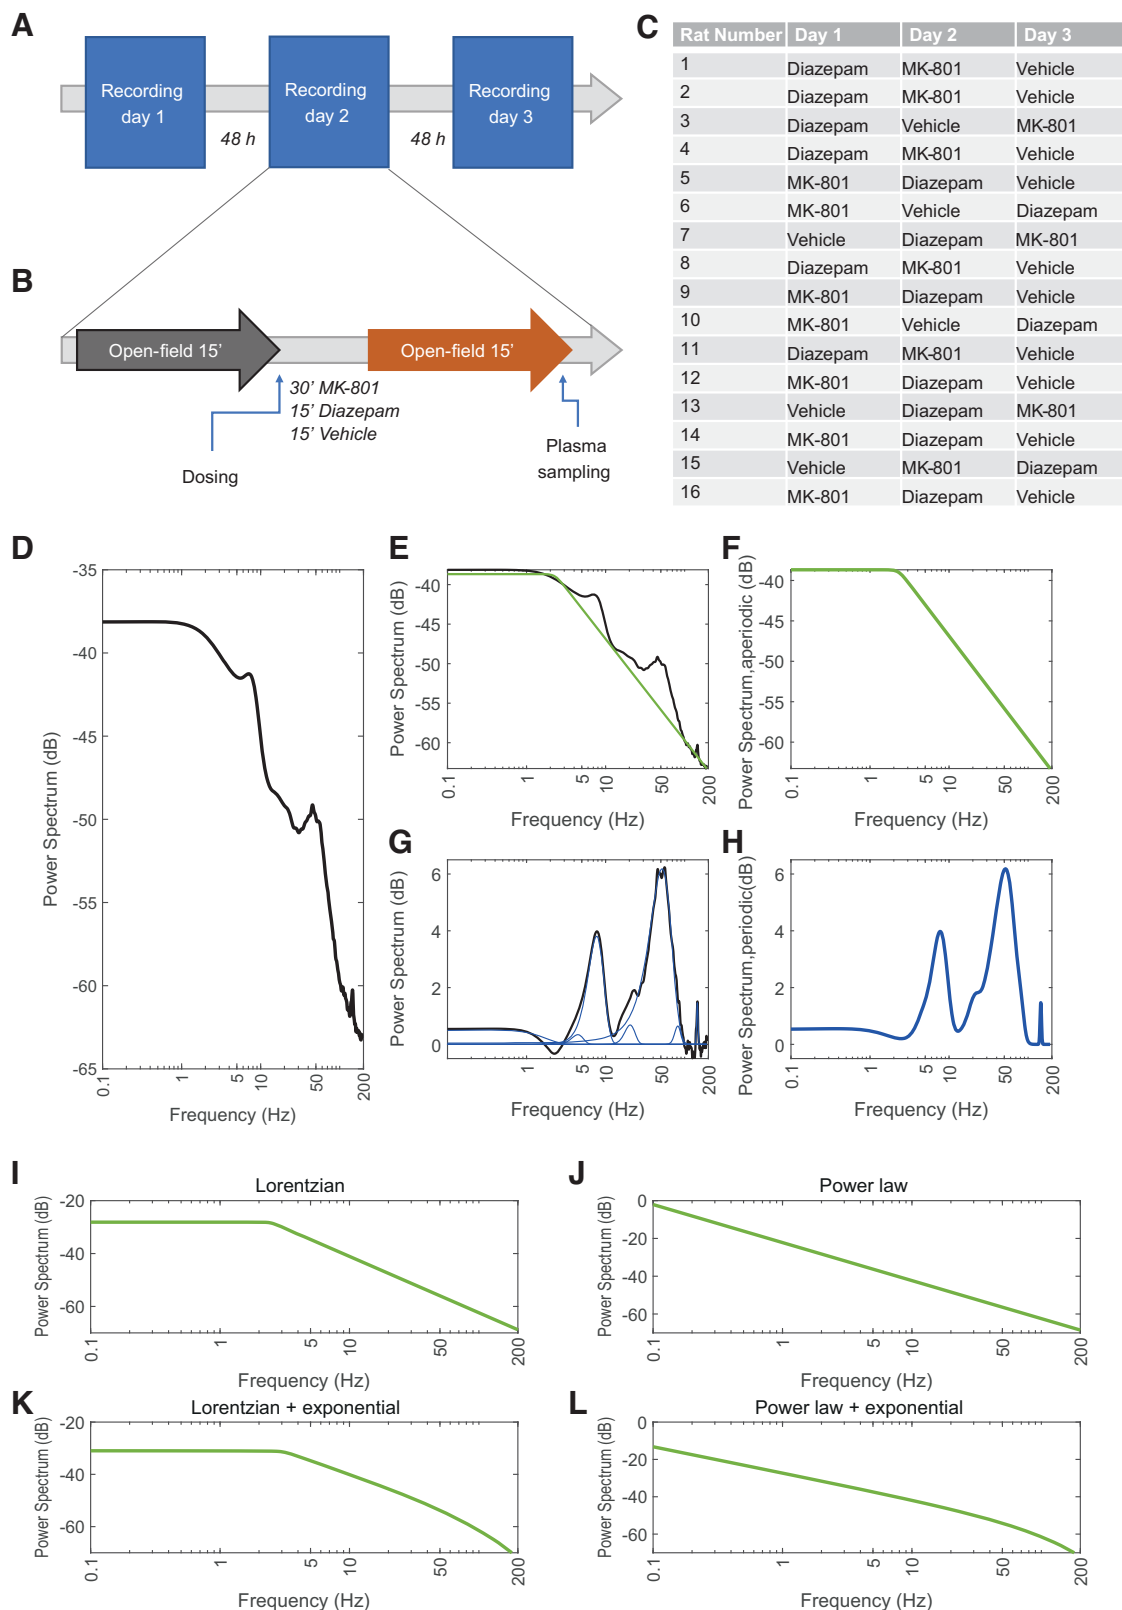 A
Recording
day 1
48 h
Recording
day 2
48 h
Recording
day 3
B
Open-field 15'
Open-field 15'
30' MK-801
15' Diazepam
15' Vehicle
Dosing
Plasma
sampling
C
Rat Number Day 1 Day 2 Day 3
1 Diazepam MK-801 Vehicle
2 Diazepam MK-801 Vehicle
3 Diazepam Vehicle MK-801
4 Diazepam MK-801 Vehicle
5 MK-801 Diazepam Vehicle
6 MK-801 Vehicle Diazepam
7 Vehicle Diazepam MK-801
8 Diazepam MK-801 Vehicle
9 MK-801 Diazepam Vehicle
10 MK-801 Vehicle Diazepam
11 Diazepam MK-801 Vehicle
12 MK-801 Diazepam Vehicle
13 Vehicle Diazepam MK-801
14 MK-801 Diazepam Vehicle
15 Vehicle MK-801 Diazepam
16 MK-801 Diazepam Vehicle
D
Power Spectrum (dB)
-35
-40
-45
-50
-55
-60
-65
0.1 1 5 10 50 200
Frequency (Hz)
E
Power Spectrum (dB)
-40
-45
-50
-55
-60
0.1 1 5 10 50 200
Frequency (Hz)
F
Power Spectrum,aperiodic (dB)
-40
-45
-50
-55
-60
0.1 1 5 10 50 200
Frequency (Hz)
G
Power Spectrum (dB)
6
4
2
0
0.1 1 5 10 50 200
Frequency (Hz)
H
Power Spectrum,periodic(dB)
6
4
2
0
0.1 1 5 10 50 200
Frequency (Hz)
I
Lorentzian
Power Spectrum (dB)
-20
-40
-60
0.1 1 5 10 50 200
Frequency (Hz)
J
Power law
Power Spectrum (dB)
0
-20
-40
-60
0.1 1 5 10 50 200
Frequency (Hz)
K
Lorentzian + exponential
Power Spectrum (dB)
-20
-40
-60
0.1 1 5 10 50 200
Frequency (Hz)
L
Power law + exponential
Power Spectrum (dB)
0
-20
-40
-60
0.1 1 5 10 50 200
Frequency (Hz)